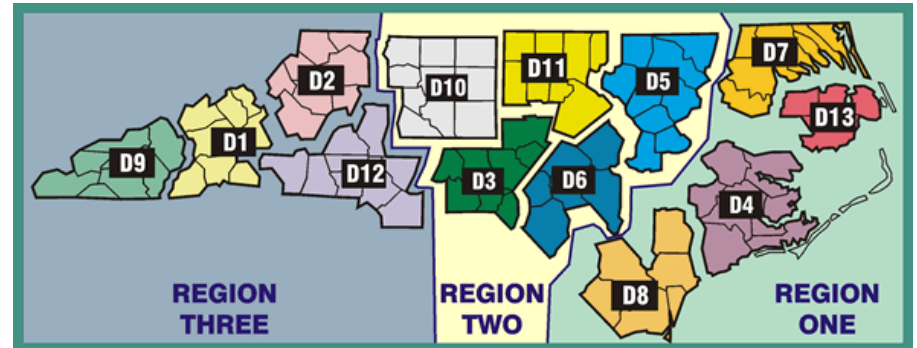 D7
D11
D5
D2
D10
D13
D1
D9
D12
D3
D6
D4
D8
REGION
THREE
REGION
TWO
REGION
ONE